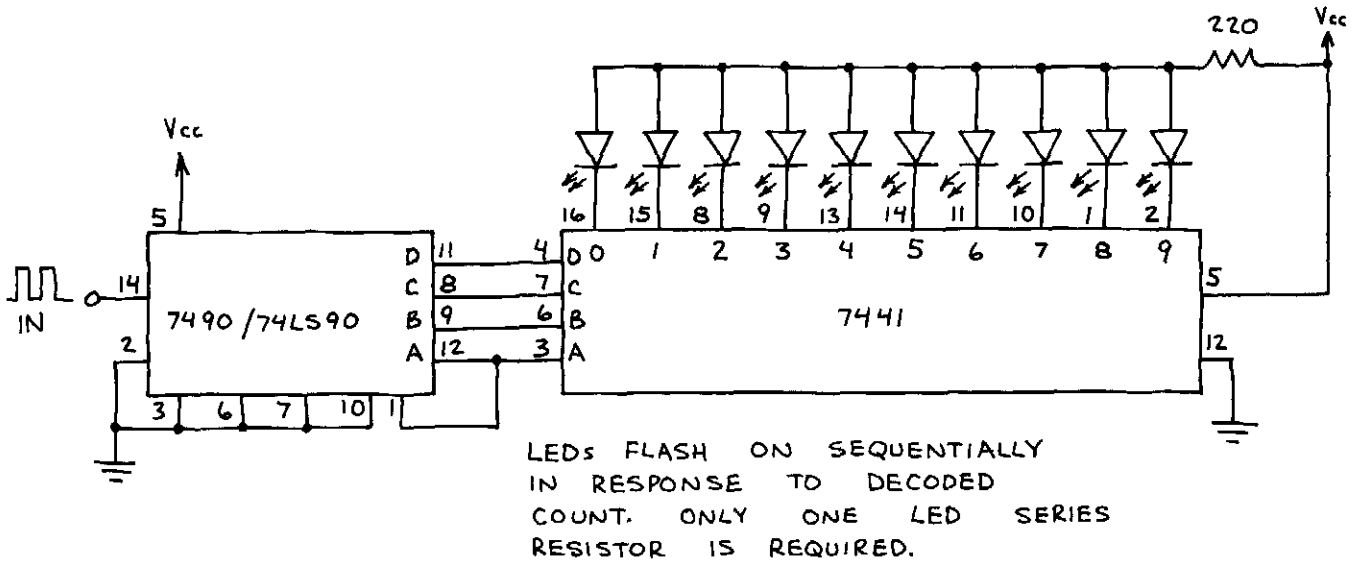 220
Vcc
Vcc
16 15 8 9 13 14 11 10 1 2
0 1 2 3 4 5 6 7 8 9
5
14
IN
7490/74LS90
2
3 6 7 10 1
D 11 4 D
C 8 7 C
B 9 6 B
A 12 3 A
7441
5
12
LEDs FLASH ON SEQUENTIALLY
IN RESPONSE TO DECODED
COUNT. ONLY ONE LED SERIES
RESISTOR IS REQUIRED.